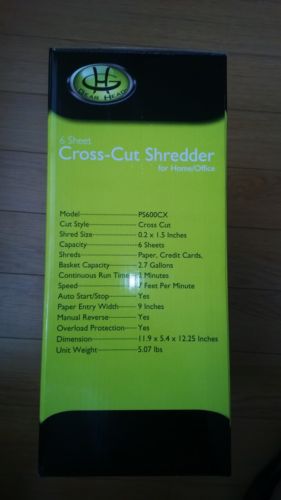 GH
GEAR HEAD
6 Sheet
Cross-Cut Shredder
for Home/Office
Model PS600CX
Cut Style Cross Cut
Shred Size 0.2 x 1.5 Inches
Capacity 6 Sheets
Shreds Paper, Credit Cards,
Basket Capacity 2.7 Gallons
Continuous Run Time Minutes
Speed 7 Feet Per Minute
Auto Start/Stop Yes
Paper Entry Width 9 Inches
Manual Reverse Yes
Overload Protection Yes
Dimension 11.9 x 5.4 x 12.25 Inches
Unit Weight 5.07 lbs